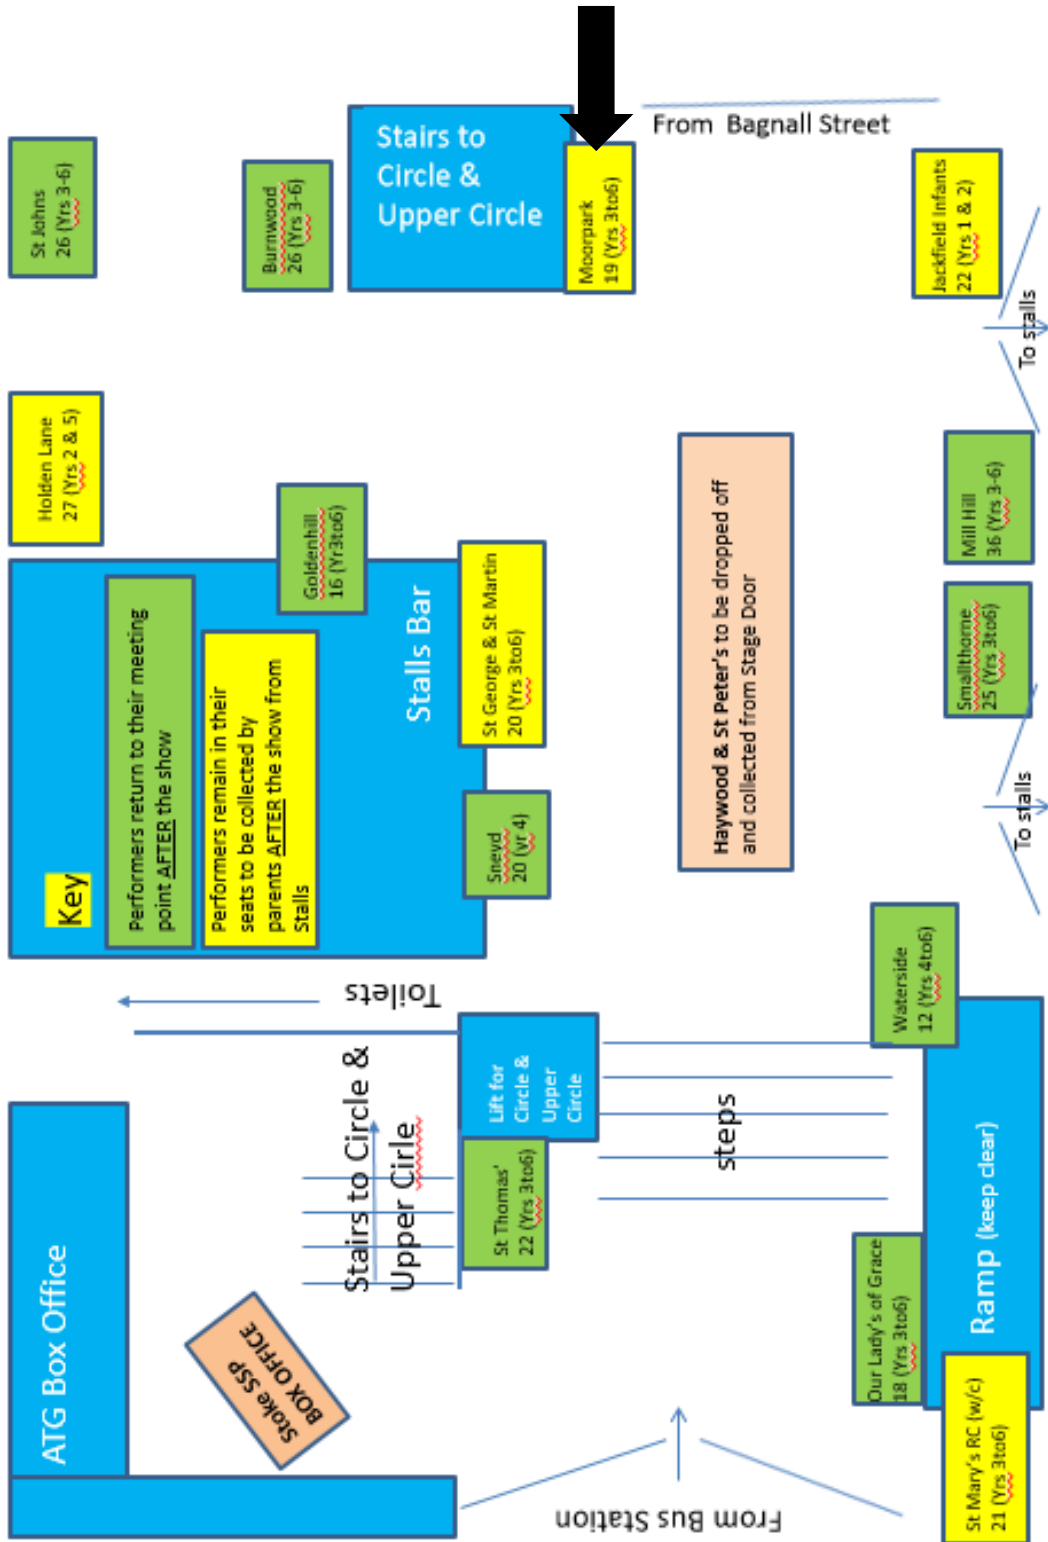 From Bagnall Street
Stairs to
Circle &
Upper Circle
St Johns
26 (Yrs 3-6)
Burnwood
26 (Yrs 3-6)
Moorpark
19 (Yrs 3to6)
Jackfield Infants
22 (Yrs 1 & 2)
To stalls
Holden Lane
27 (Yrs 2 & 5)
Goldenhill
16 (Yr3to6)
Stalls Bar
St George & St Martin
20 (Yrs 3to6)
Key
Performers return to their meeting
point AFTER the show
Performers remain in their
seats to be collected by
parents AFTER the show from
Stalls
Sneyd
20 (yr 4)
Haywood & St Peter's to be dropped off
and collected from Stage Door
Mill Hill
36 (Yrs 3-6)
Smallthorne
25 (Yrs 3to6)
To stalls
Toilets
Waterside
12 (Yrs 4to6)
Lift for
Circle &
Upper
Circle
Stairs to Circle &
Upper Cirle
St Thomas'
22 (Yrs 3to6)
steps
ATG Box Office
Stoke SSP
BOX OFFICE
Our Lady's of Grace
18 (Yrs 3to6)
Ramp (keep clear)
St Mary's RC (w/c)
21 (Yrs 3to6)
From Bus Station